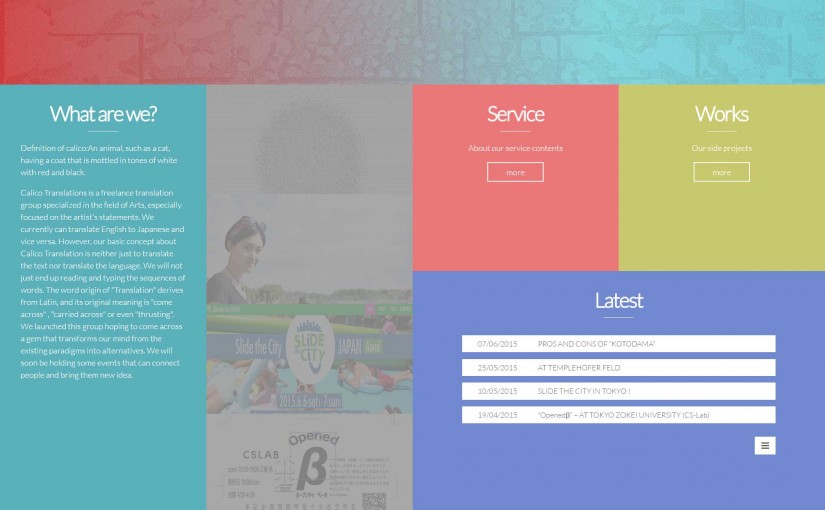 What are we?
Definition of calico:An animal, such as a cat,
having a coat that is mottled in tones of white
with red and black.
Calico Translations is a freelance translation
group specialized in the field of Arts, especially
focused on the artist's statements. We
currently can translate English to Japanese and
vice versa. However, our basic concept about
Calico Translation is neither just to translate
the text nor translate the language. We will not
just end up reading and typing the sequences of
words. The word origin of "Translation" derives
from Latin, and its original meaning is "come
across" , "carried across" or even "thrusting".
We launched this group hoping to come across
a gem that transforms our mind from the
existing paradigms into alternatives. We will
soon be holding some events that can connect
people and bring them new idea.
Slide the City
SLIDE
the
CITY
JAPAN
2015.6.6/sat-7/sun
Opened
CSLAB
β
Service
About our service contents
more
Works
Our side projects
more
Latest
07/06/2015 PROS AND CONS OF "KOTODAMA"
25/05/2015 AT TEMPLEHOFER FELD
10/05/2015 SLIDE THE CITY IN TOKYO !
19/04/2015 "Openedβ" – AT TOKYO ZOKEI UNIVERSITY (CS-Lab)